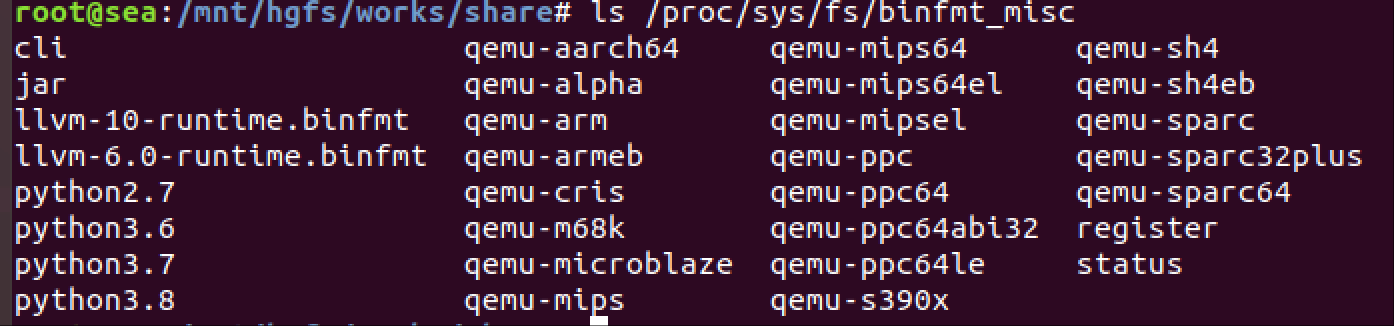 root@sea:/mnt/hgfs/works/share# ls /proc/sys/fs/binfmt_misc
cli qemu-aarch64 qemu-mips64 qemu-sh4
jar qemu-alpha qemu-mips64el qemu-sh4eb
llvm-10-runtime.binfmt qemu-arm qemu-mipsel qemu-sparc
llvm-6.0-runtime.binfmt qemu-armeb qemu-ppc qemu-sparc32plus
python2.7 qemu-cris qemu-ppc64 qemu-sparc64
python3.6 qemu-m68k qemu-ppc64abi32 register
python3.7 qemu-microblaze qemu-ppc64le status
python3.8 qemu-mips qemu-s390x